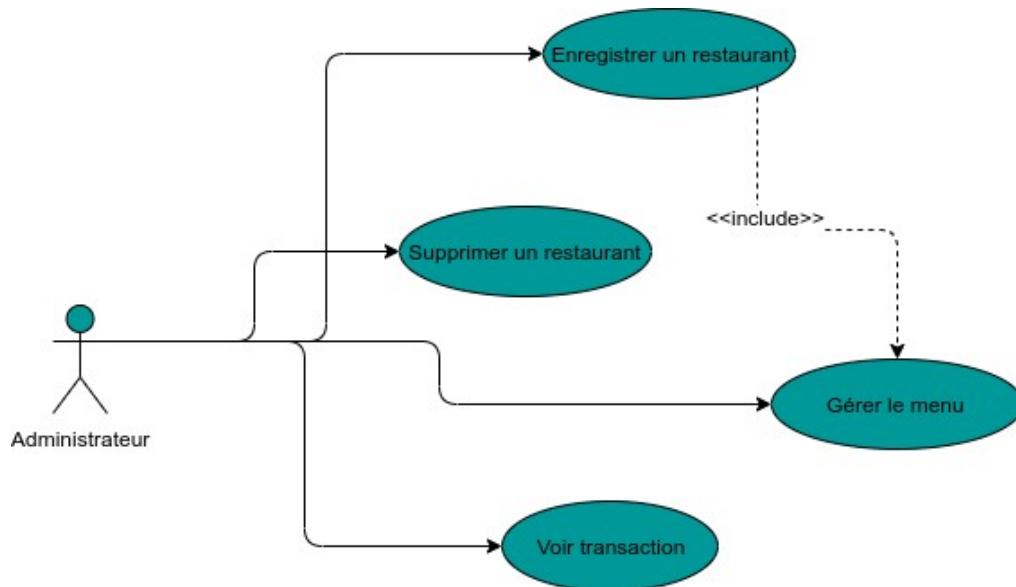 Enregistrer un restaurant
<<include>>
Supprimer un restaurant
Gérer le menu
Administrateur
Voir transaction